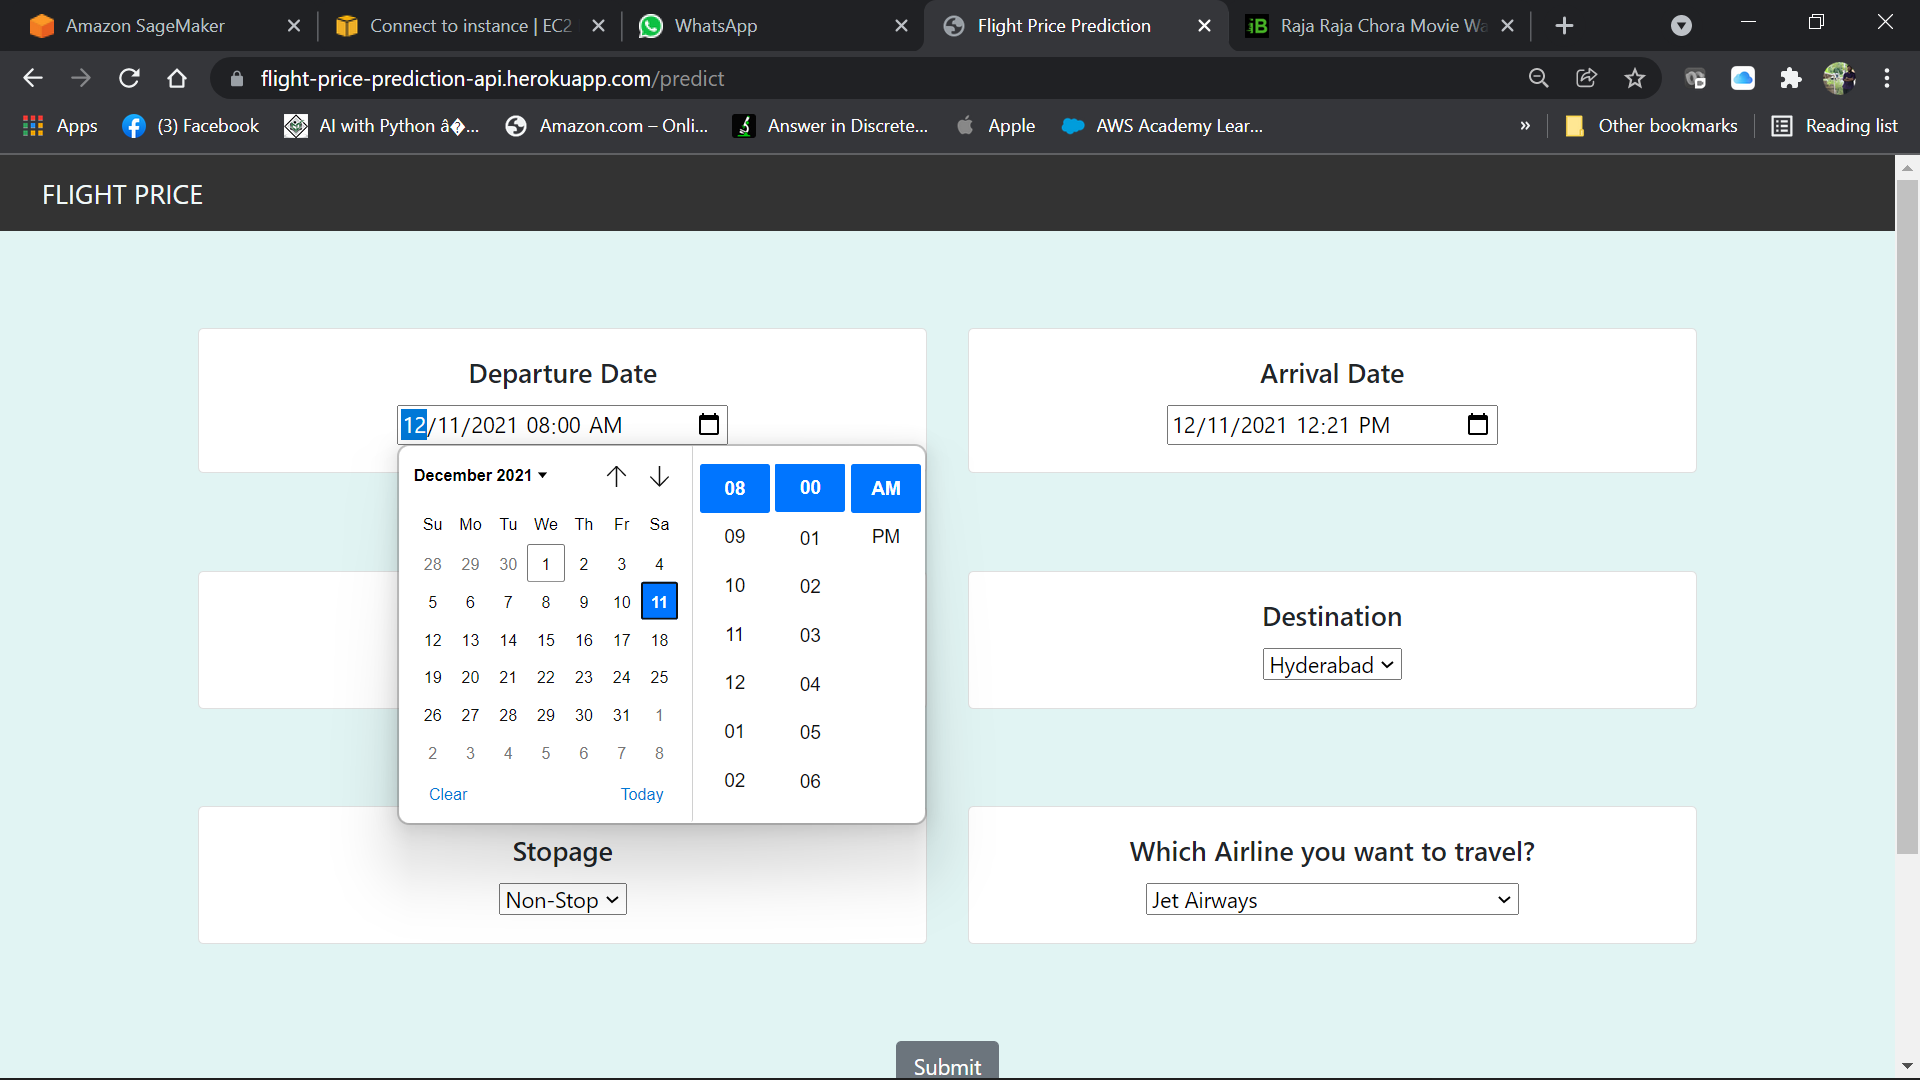 Amazon SageMaker
Connect to instance | EC2
WhatsApp
Flight Price Prediction
iB Raja Raja Chora Movie Wa
flight-price-prediction-api.herokuapp.com/predict
Apps
(3) Facebook
AI with Python â�...
Amazon.com – Onli...
Answer in Discrete...
Apple
AWS Academy Lear...
»
Other bookmarks
Reading list
FLIGHT PRICE
Departure Date
12/11/2021 08:00 AM
Arrival Date
12/11/2021 12:21 PM
December 2021
Su Mo Tu We Th Fr Sa
28 29 30 1 2 3 4
5 6 7 8 9 10 11
12 13 14 15 16 17 18
19 20 21 22 23 24 25
26 27 28 29 30 31 1
2 3 4 5 6 7 8
Clear Today
08 00 AM
09 01 PM
10 02
11 03
12 04
01 05
02 06
Destination
Hyderabad
Stopage
Non-Stop
Which Airline you want to travel?
Jet Airways
Submit